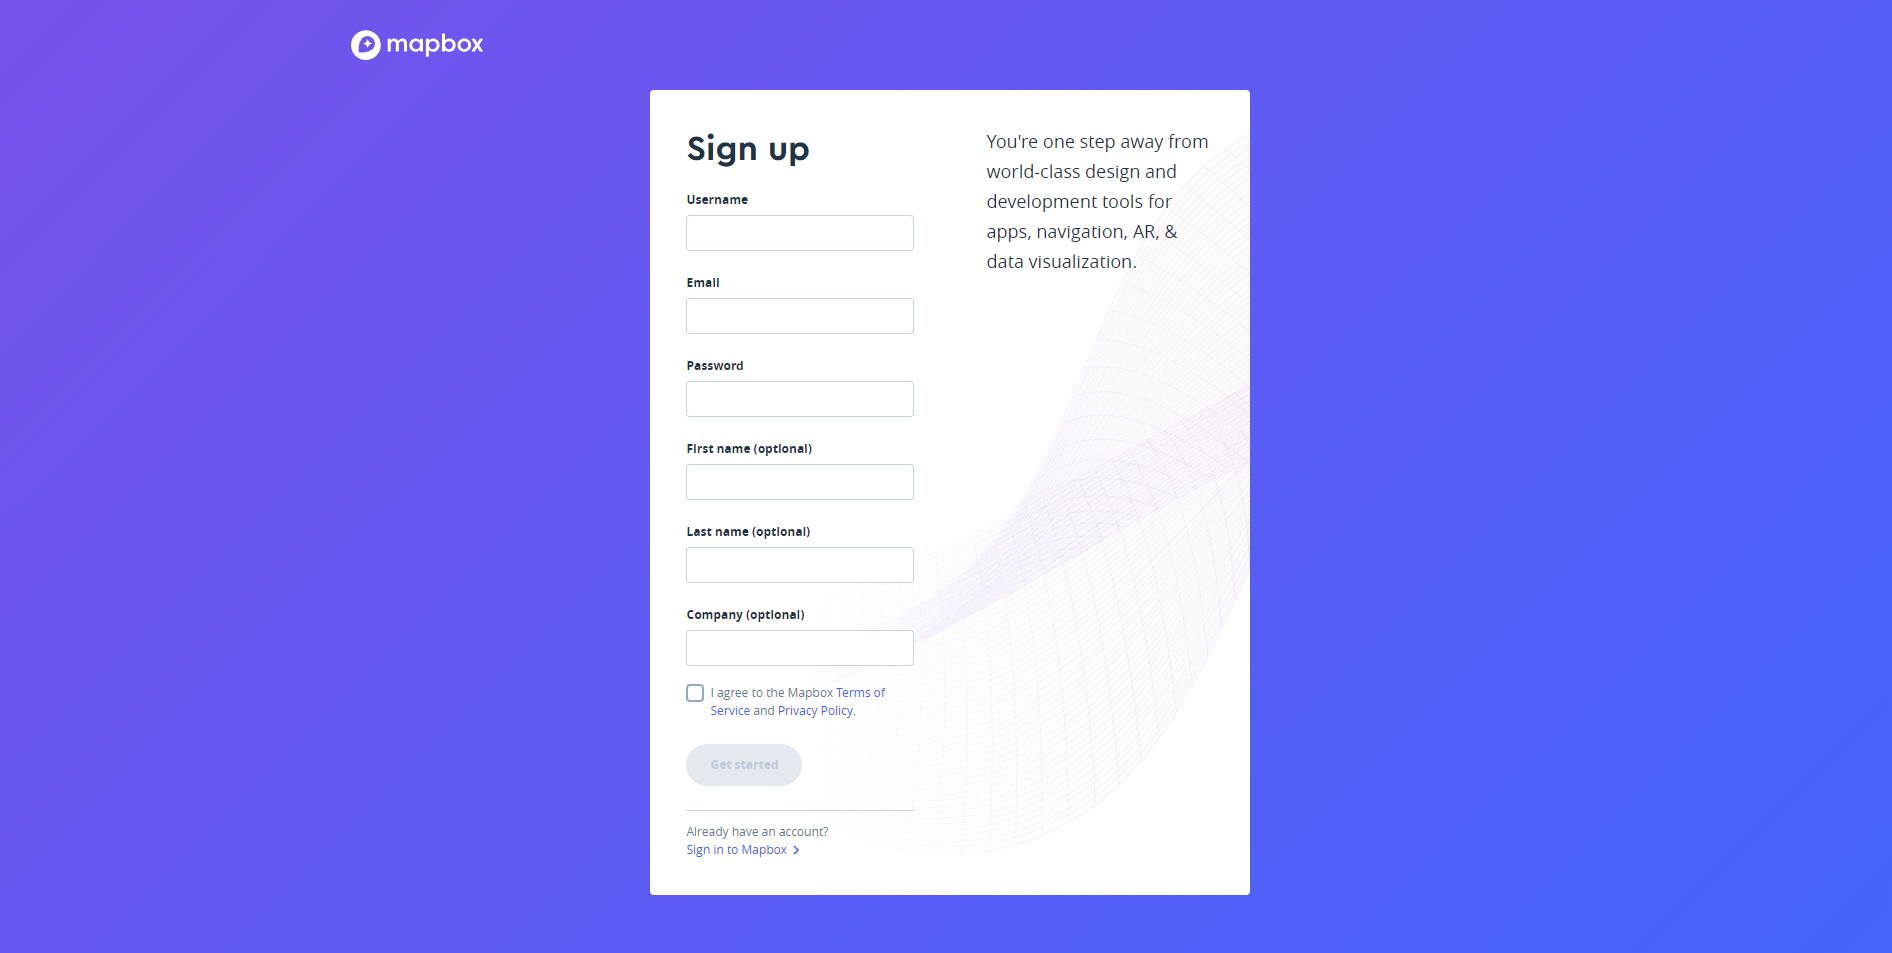 mapbox
Sign up
Username
Email
Password
First name (optional)
Last name (optional)
Company (optional)
I agree to the Mapbox Terms of
Service and Privacy Policy.
Get started
Already have an account?
Sign in to Mapbox
You're one step away from
world-class design and
development tools for
apps, navigation, AR, &
data visualization.